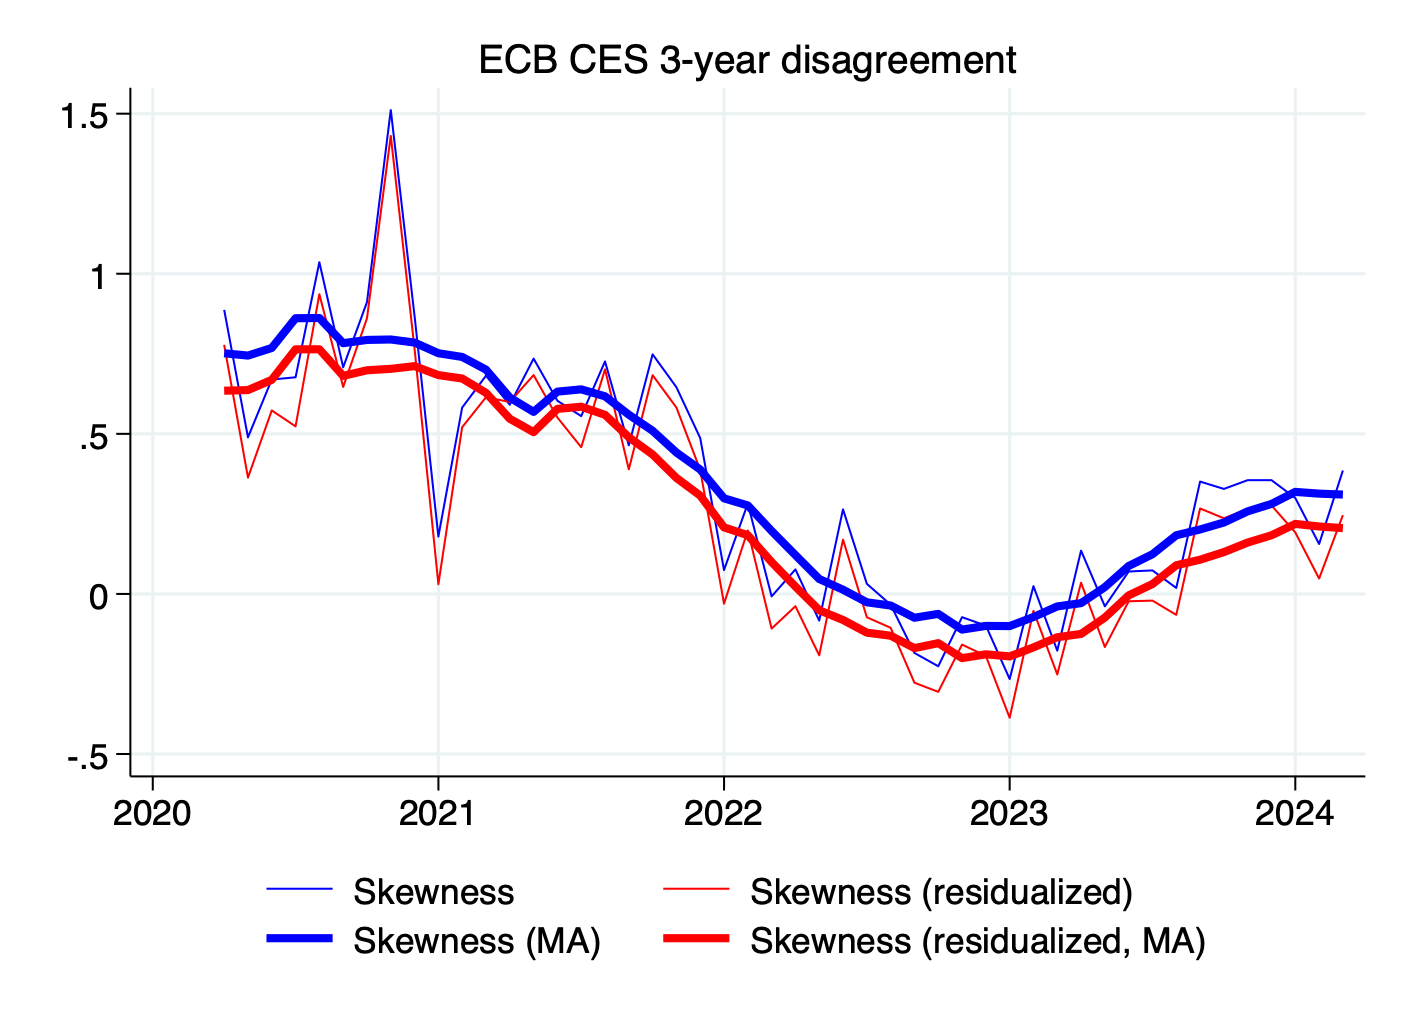 ECB CES 3-year disagreement
1.5
1
.5
0
-.5
2020 2021 2022 2023 2024
Skewness Skewness (residualized)
Skewness (MA) Skewness (residualized, MA)